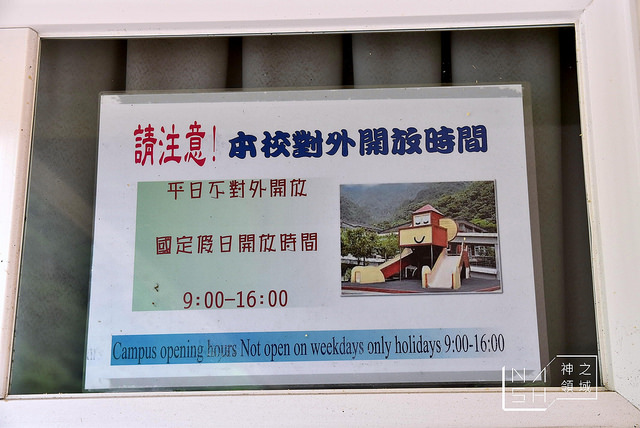 請注意! 本校對外開放時間
平日不對外開放
國定假日開放時間
9:00-16:00
Campus opening hours Not open on weekdays only holidays 9:00-16:00
NASH
神之領域